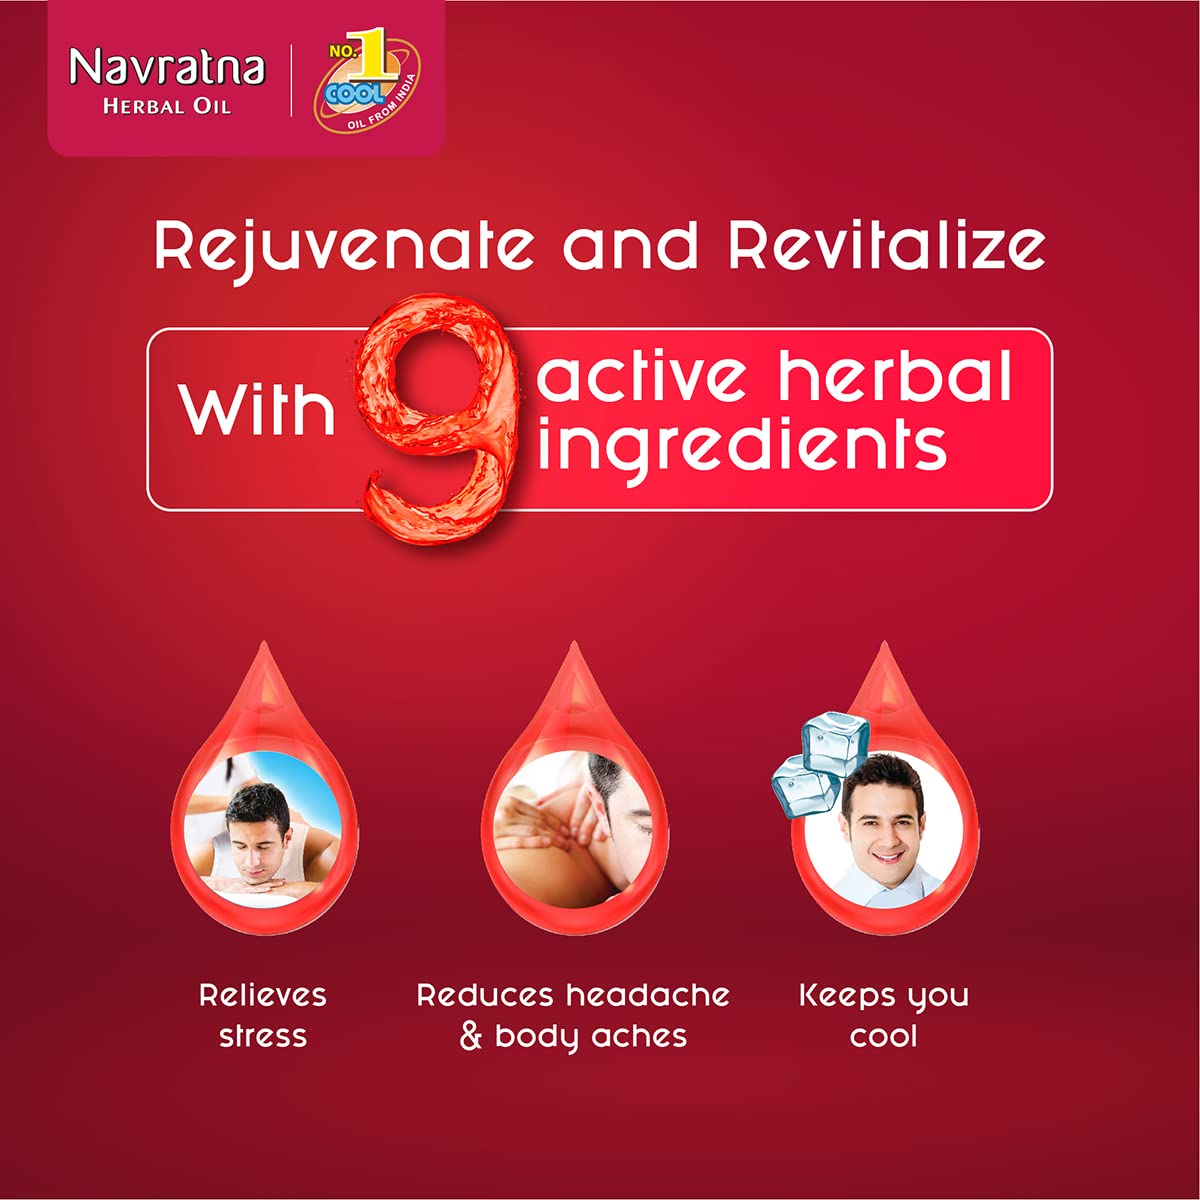 Navratna
HERBAL OIL
NO. 1
COOL
OIL FROM INDIA
Rejuvenate and Revitalize
With 9 active herbal
ingredients
Relieves
stress
Reduces headache
& body aches
Keeps you
cool